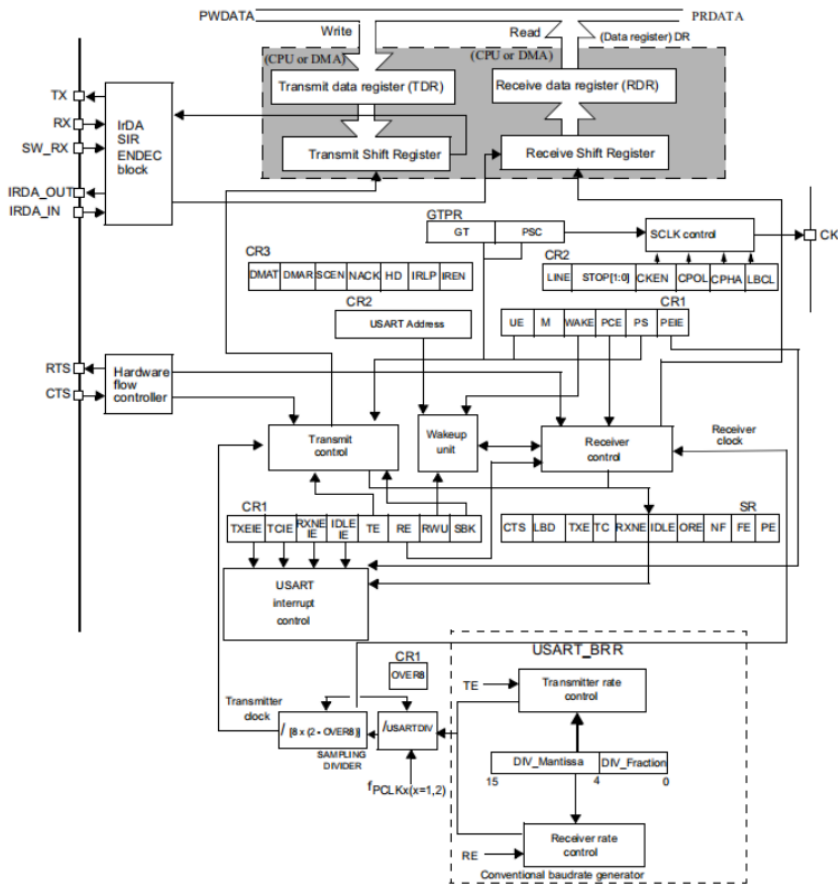 PWDATA
PRDATA
Write
Read
(Data register) DR
(CPU or DMA)
(CPU or DMA)
Transmit data register (TDR)
Receive data register (RDR)
TX
RX
SW_RX
IRDA_OUT
IRDA_IN
IrDA
SIR
ENDEC
block
Transmit Shift Register
Receive Shift Register
GTPR
GT
PSC
SCLK control
CK
CR3
DMAT
DMAR
SCEN
NACK
HD
IRLP
IREN
CR2
LINE
STOP[1:0]
CKEN
CPOL
CPHA
LBCL
CR2
USART Address
CR1
UE
M
WAKE
PCE
PS
PEIE
RTS
CTS
Hardware
flow
controller
Transmit
control
Wakeup
unit
Receiver
control
Receiver
clock
CR1
TXEIE
TCIE
RXNE
IE
IDLE
IE
TE
RE
RWU
SBK
SR
CTS
LBD
TXE
TC
RXNE
IDLE
ORE
NF
FE
PE
USART
interrupt
control
USART_BRR
CR1
OVER8
TE
Transmitter rate
control
Transmitter
clock
/ [8 x (2 - OVER8)]
/USARTDIV
SAMPLING
DIVIDER
DIV_Mantissa
DIV_Fraction
15
4
0
fPCLKx(x=1,2)
RE
Receiver rate
control
Conventional baudrate generator